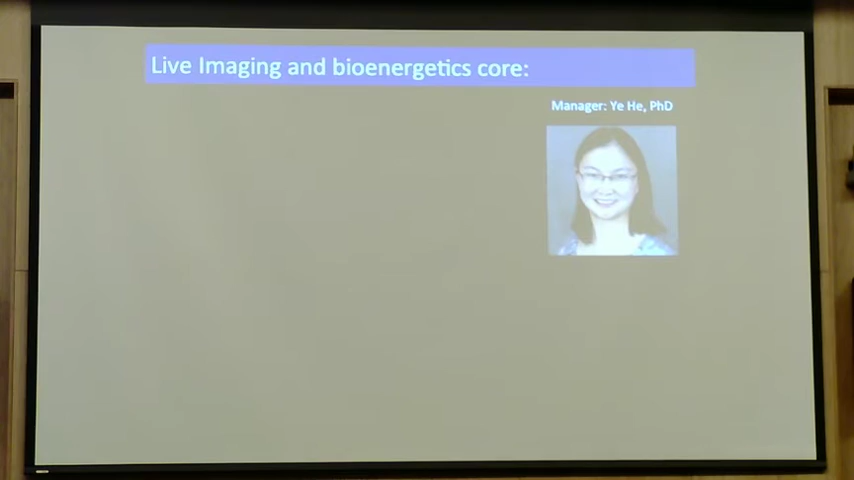 Live Imaging and bioenergetics core:
Manager: Ye He, PhD